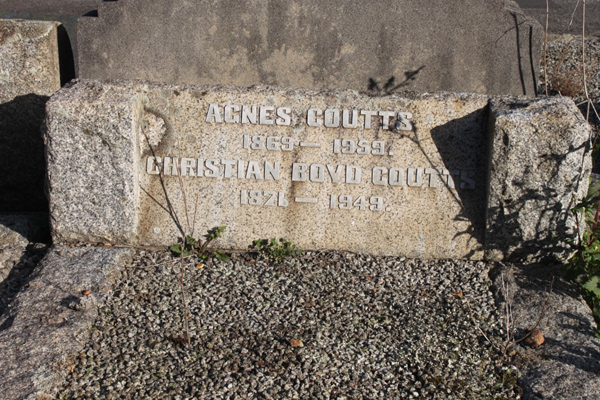 AGNES COUTTS
1869 – 1959.
CHRISTIAN BOYD COUTTS
1871 – 1949.